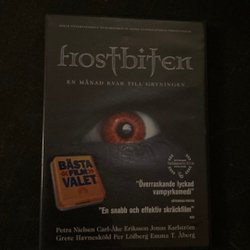 frostbiten
EN MÅNAD KVAR TILL GRYNINGEN
BÄSTA
FILM
VALET
"Överraskande lyckad
vampyrkomedi"
"En snabb och effektiv skräckfilm"
Petra Nielsen Carl-Åke Eriksson Jonas Karlström
Grete Havnesköld Per Löfberg Emma T. Åberg